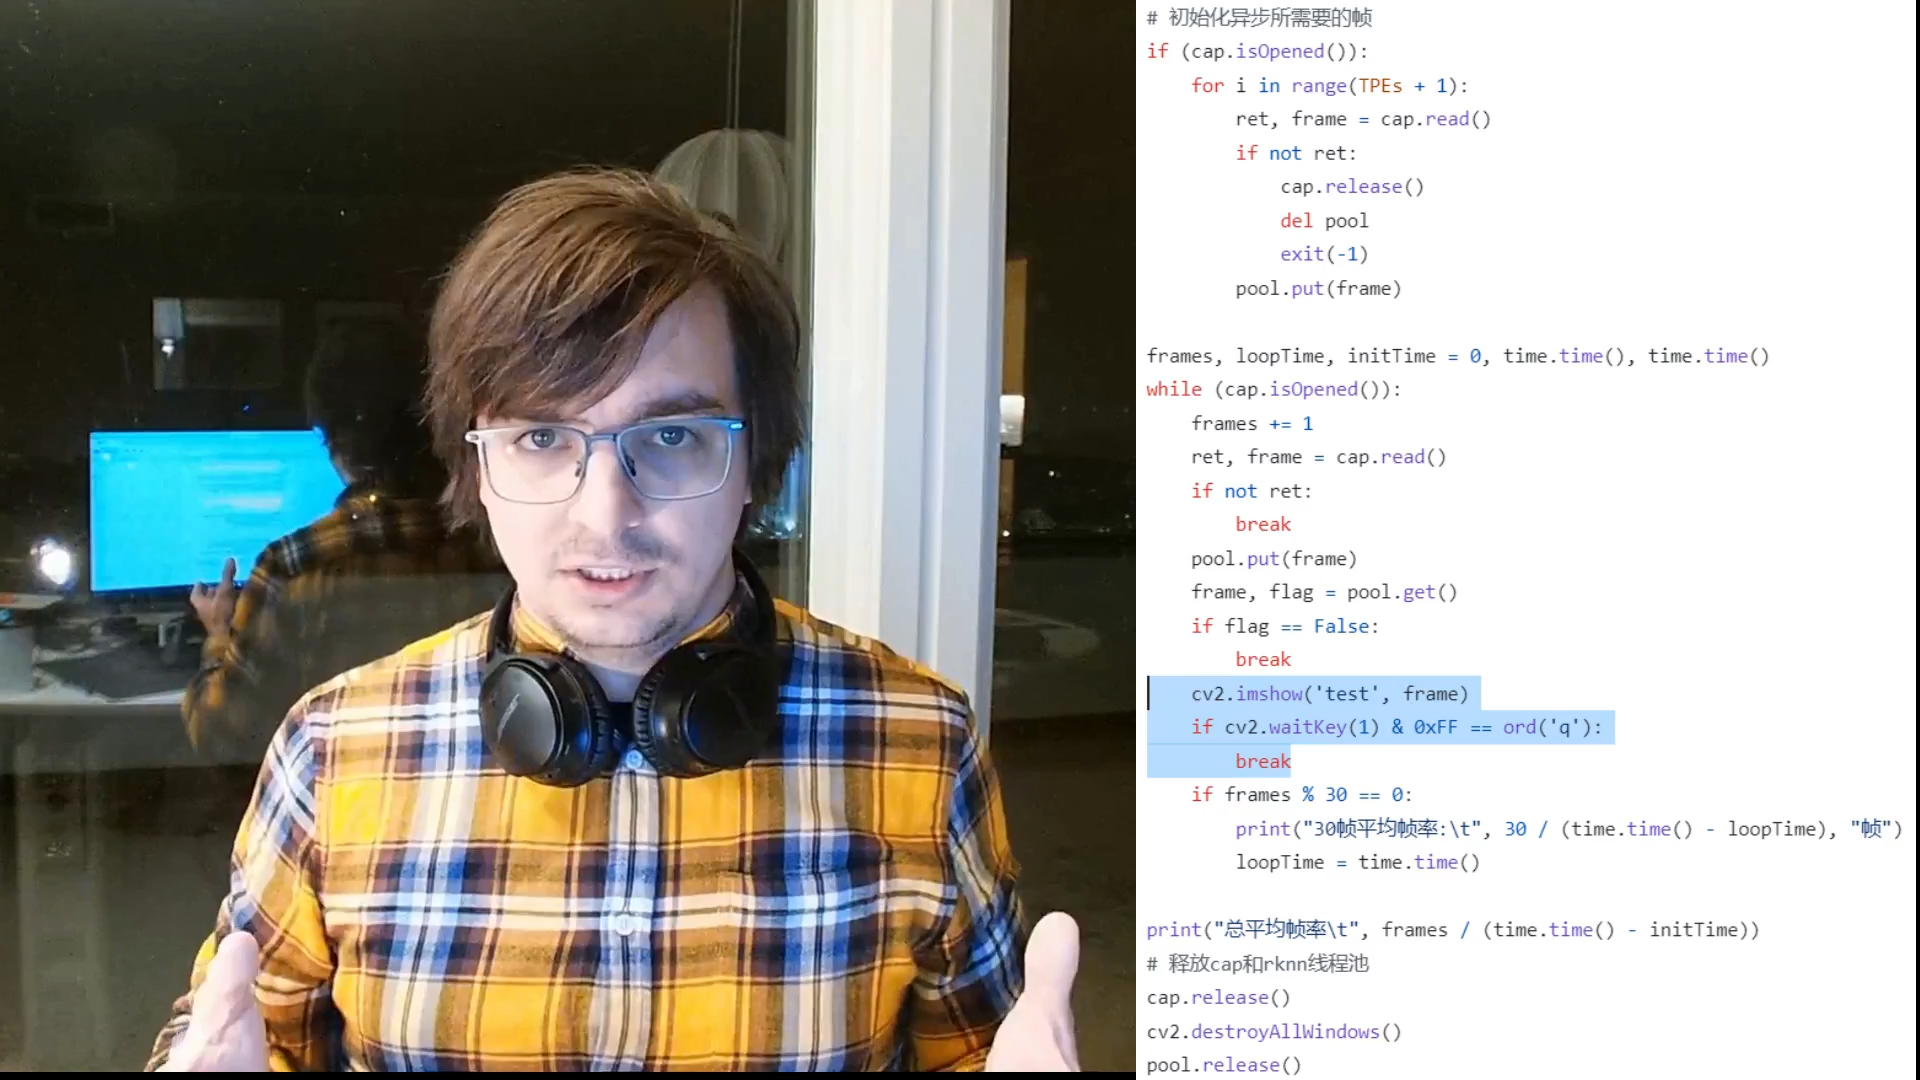 # 初始化异步所需要的帧
if (cap.isOpened()):
    for i in range(TPEs + 1):
        ret, frame = cap.read()
        if not ret:
            cap.release()
            del pool
            exit(-1)
        pool.put(frame)

frames, loopTime, initTime = 0, time.time(), time.time()
while (cap.isOpened()):
    frames += 1
    ret, frame = cap.read()
    if not ret:
        break
    pool.put(frame)
    frame, flag = pool.get()
    if flag == False:
        break
    cv2.imshow('test', frame)
    if cv2.waitKey(1) & 0xFF == ord('q'):
        break
    if frames % 30 == 0:
        print("30帧平均帧率:\t", 30 / (time.time() - loopTime), "帧")
        loopTime = time.time()

print("总平均帧率\t", frames / (time.time() - initTime))
# 释放cap和rknn线程池
cap.release()
cv2.destroyAllWindows()
pool.release()